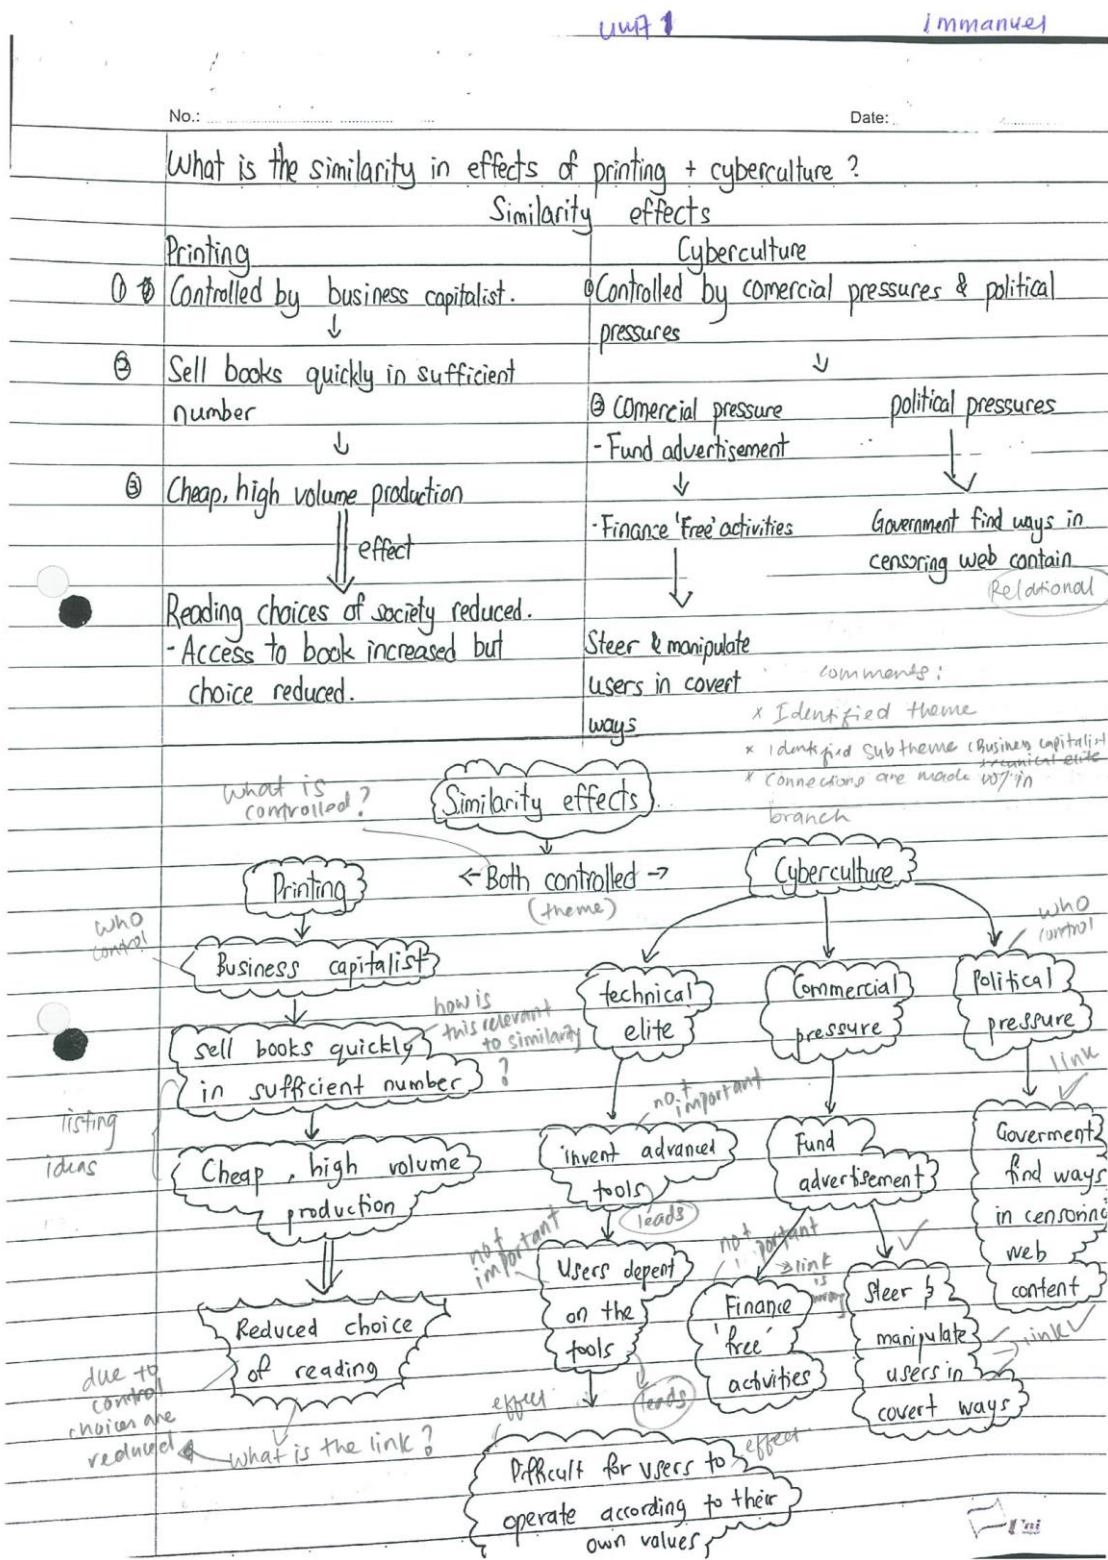 Unit 1
immanuel
No.:
Date:
What is the similarity in effects of printing + cyberculture ?
Similarity effects
Printing
Cyberculture
① Controlled by business capitalist.
① Controlled by comercial pressures & political
pressures
↓
↓
② Sell books quickly in sufficient
number
② Comercial pressure
- Fund advertisement
political pressures
↓
↓
↓
③ Cheap, high volume production
- Finance 'Free' activities
Government find ways in
censoring web contain
Relational
effect
↓
Reading choices of society reduced.
- Access to book increased but
choice reduced.
Steer & manipulate
users in covert
ways
comments:
x Identified theme
x identified subtheme (Business capitalist
technical elite
x connections are made w/in
branch
what is
controlled?
Similarity effects
Printing
← Both controlled →
(theme)
Cyberculture
who
control
Business capitalist
technical
elite
Commercial
pressure
who
control
Political
pressure
sell books quickly
in sufficient number
how is
this relevant
to similarity
?
listing
ideas
Cheap, high volume
production
not
important
invent advanced
tools
leads
Fund
advertisement
link
Goverment
find ways
in censoring
web
content
not
important
Users depent
on the
tools
leads
not
important
link
is
wrong
Finance
'free'
activities
Steer &
manipulate
users in
covert ways
link
Reduced choice
of reading
due to
control
choices are
reduced
what is the link?
effect
effect
Difficult for users to
operate according to their
own values